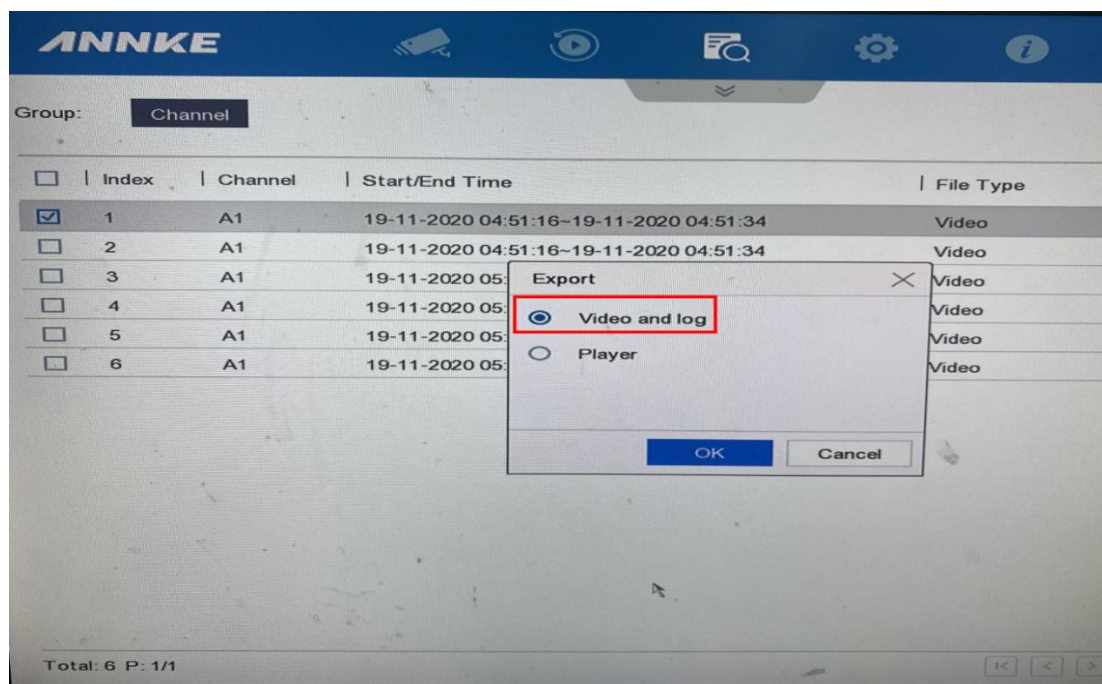 ANNKE
Group: Channel
Index Channel Start/End Time File Type
1 A1 19-11-2020 04:51:16~19-11-2020 04:51:34 Video
2 A1 19-11-2020 04:51:16~19-11-2020 04:51:34 Video
3 A1 19-11-2020 05: Video
4 A1 19-11-2020 05: Video
5 A1 19-11-2020 05: Video
6 A1 19-11-2020 05: Video
Export
Video and log
Player
OK Cancel
Total: 6 P: 1/1